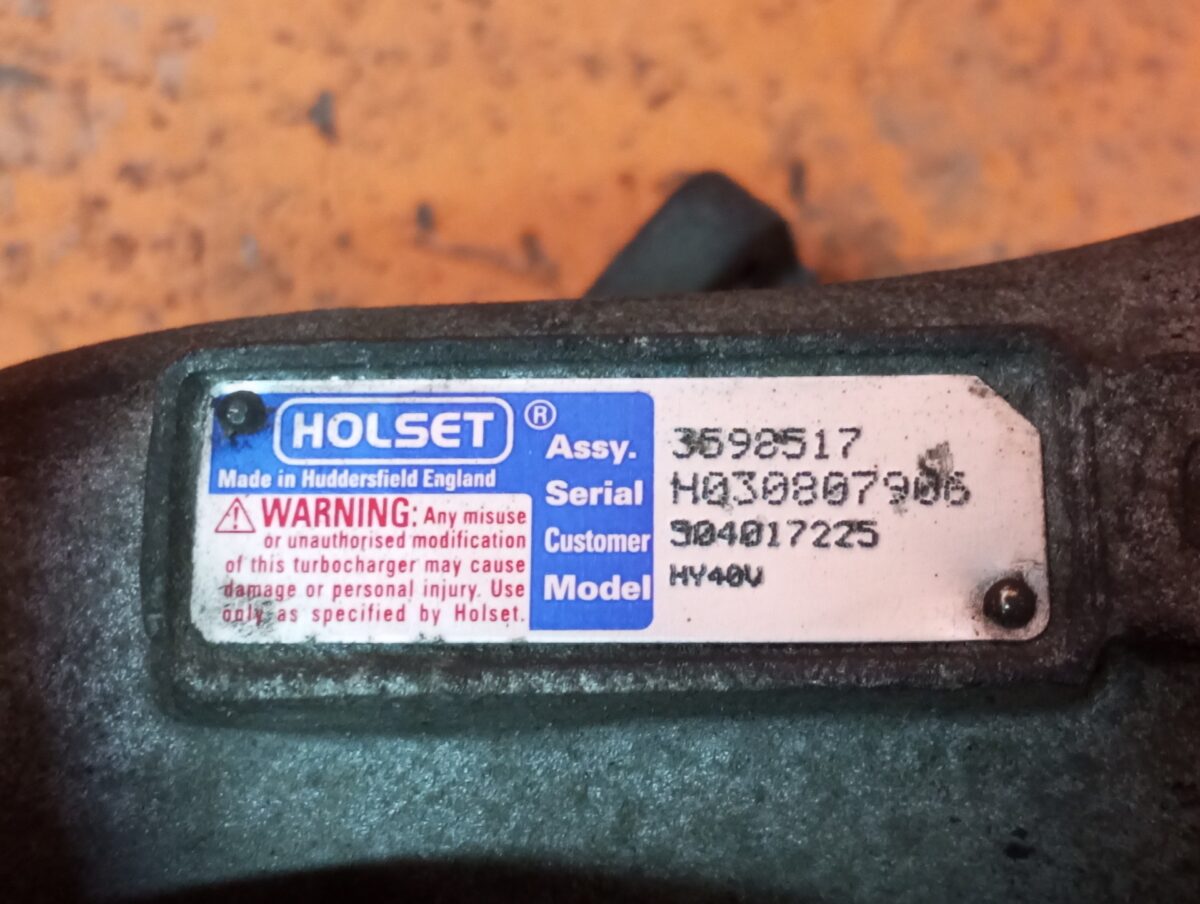 HOLSET ®
Made in Huddersfield England
⚠ WARNING: Any misuse
or unauthorised modification
of this turbocharger may cause
damage or personal injury. Use
only as specified by Holset.
Assy. 3598517
Serial H030807906
Customer 504017225
Model HY40V